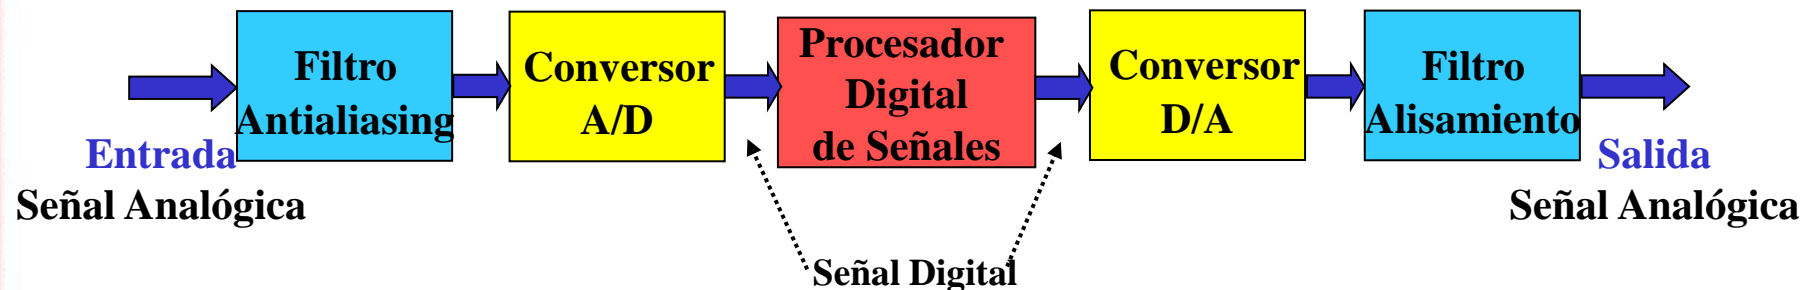 Filtro
Antialiasing
Conversor
A/D
Procesador
Digital
de Señales
Conversor
D/A
Filtro
Alisamiento
Entrada
Señal Analógica
Salida
Señal Analógica
Señal Digital